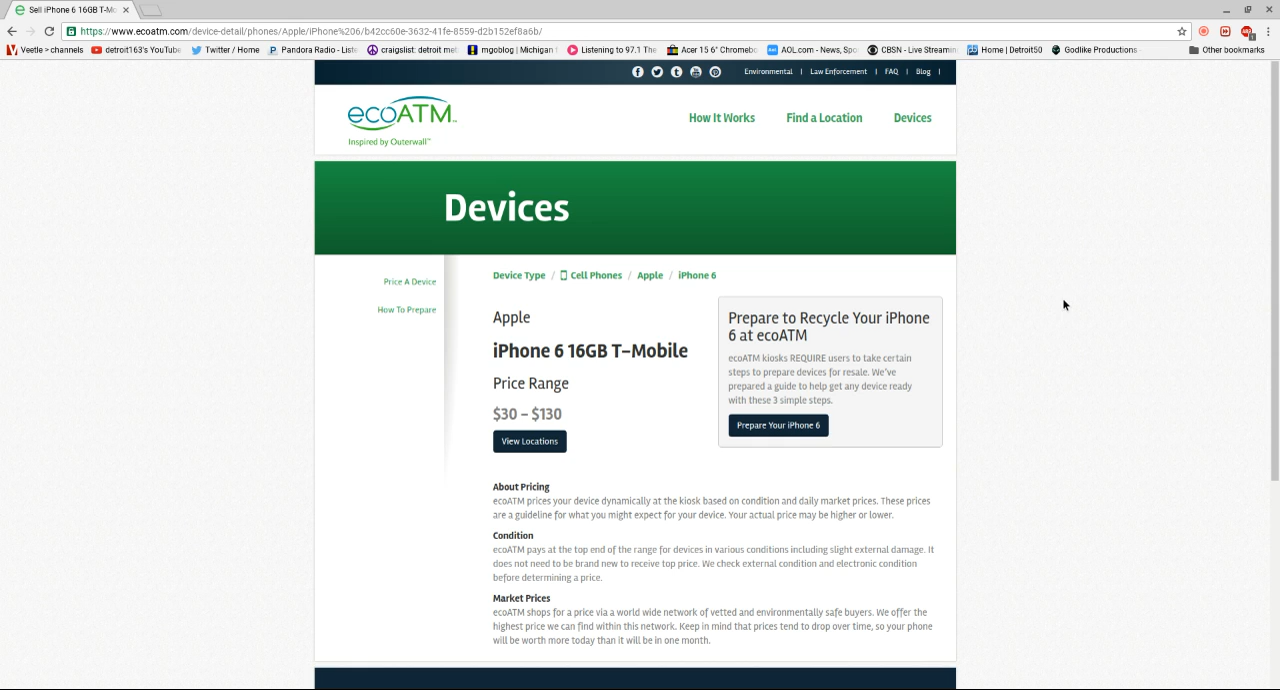 Sell iPhone 6 16GB T-Mo
https://www.ecoatm.com/device-detail/phones/Apple/iPhone%206/b42cc60e-3632-41fe-8559-d2b152ef8a6b/
Veetle > channels detroit163's YouTube Twitter / Home Pandora Radio - Liste craigslist: detroit met mgoblog | Michigan Listening to 97.1 The Acer 15 6" Chromeb AOL.com - News, Spo CBSN - Live Streamin Home | Detroit50 Godlike Productions Other bookmarks
Environmental | Law Enforcement | FAQ | Blog |
ecoATM
How It Works Find a Location Devices
Inspired by Outerwall™
Devices
Price A Device
How To Prepare
Device Type / Cell Phones / Apple / iPhone 6
Apple
iPhone 6 16GB T-Mobile
Price Range
$30 - $130
View Locations
Prepare to Recycle Your iPhone
6 at ecoATM
ecoATM kiosks REQUIRE users to take certain
steps to prepare devices for resale. We've
prepared a guide to help get any device ready
with these 3 simple steps.
Prepare Your iPhone 6
About Pricing
ecoATM prices your device dynamically at the kiosk based on condition and daily market prices. These prices
are a guideline for what you might expect for your device. Your actual price may be higher or lower.
Condition
ecoATM pays at the top end of the range for devices in various conditions including slight external damage. It
does not need to be brand new to receive top price. We check external condition and electronic condition
before determining a price.
Market Prices
ecoATM shops for a price via a world wide network of vetted and environmentally safe buyers. We offer the
highest price we can find within this network. Keep in mind that prices tend to drop over time, so your phone
will be worth more today than it will be in one month.